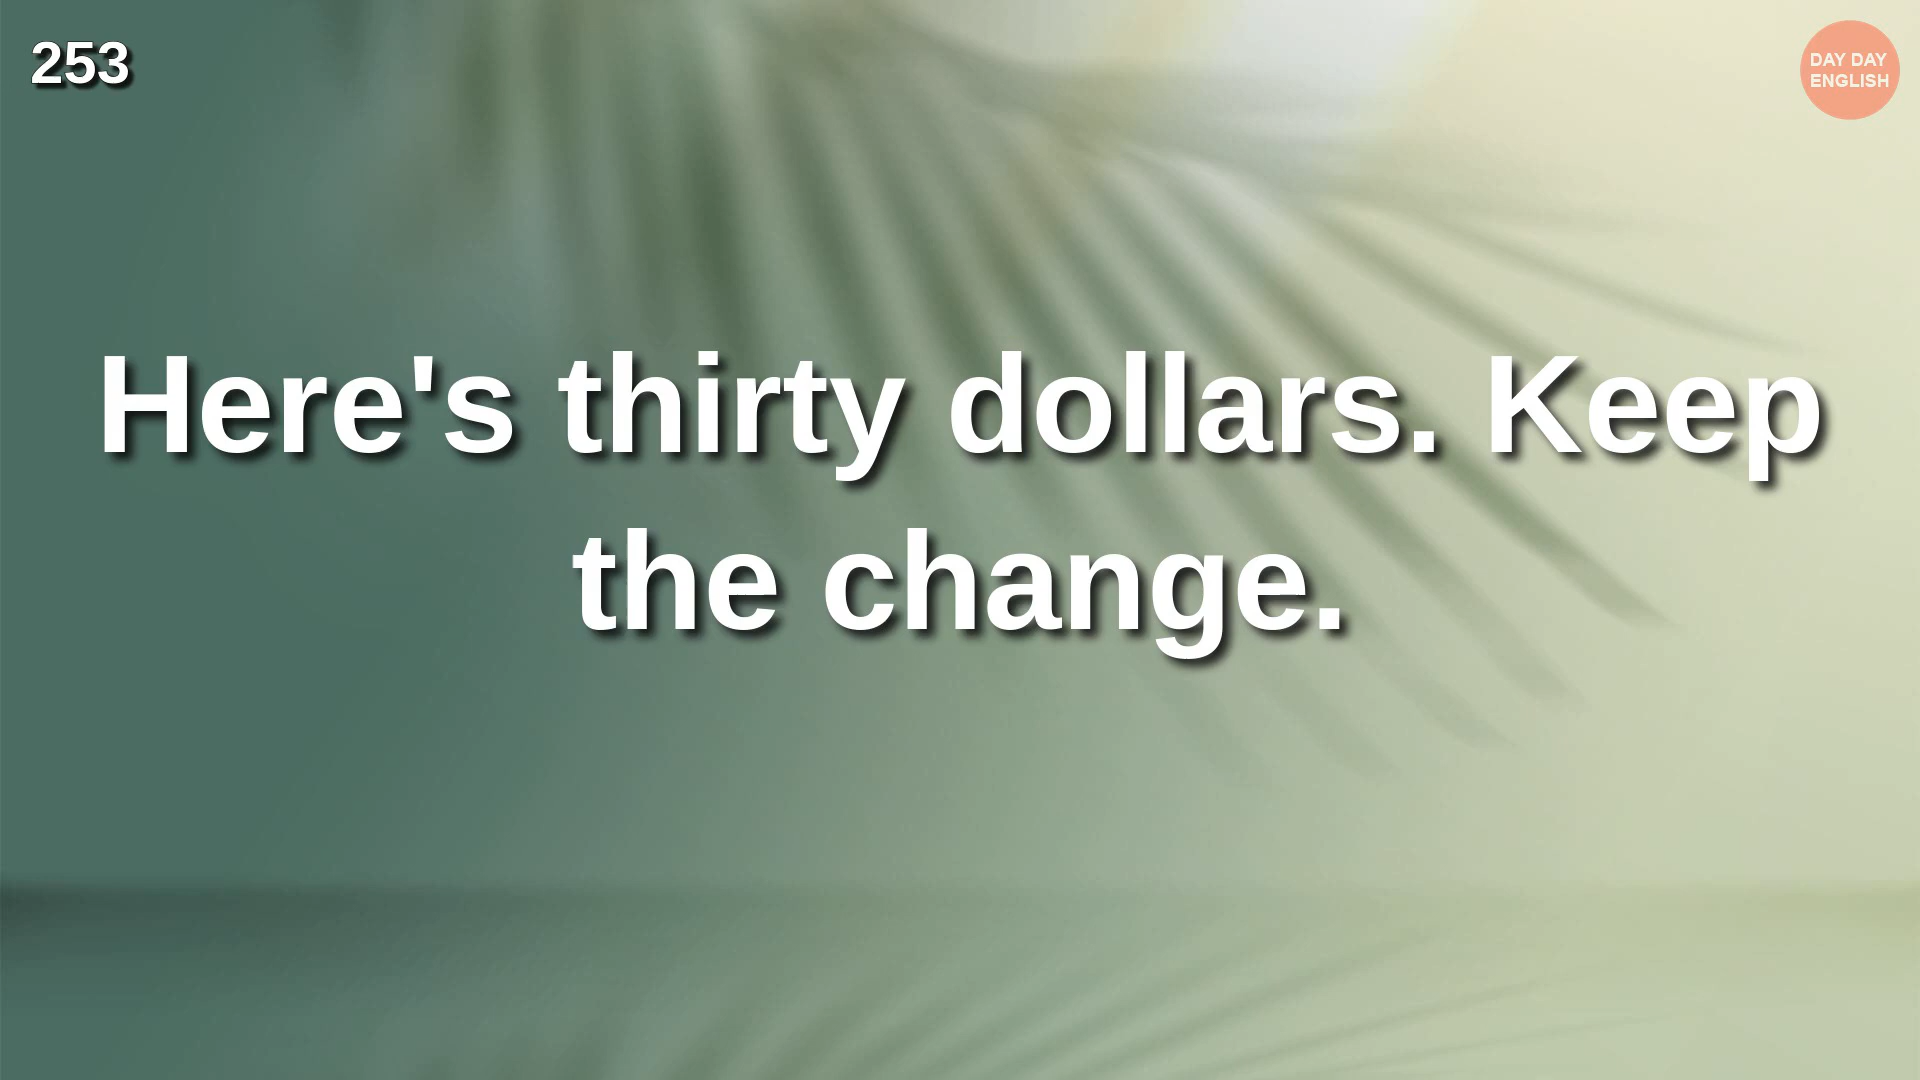 253
DAY DAY
ENGLISH
Here's thirty dollars. Keep
the change.